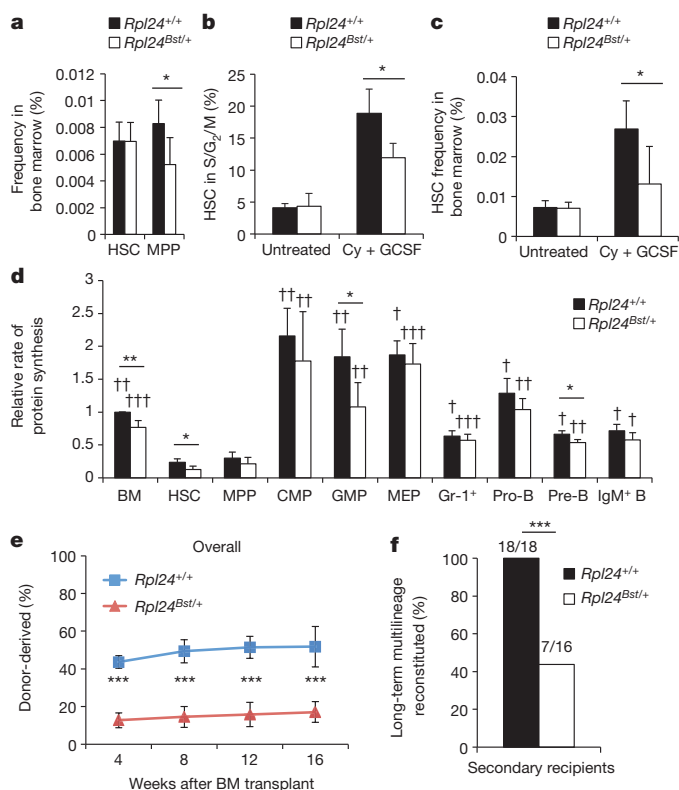 a
Rpl24+/+
Rpl24Bst/+
Frequency in
bone marrow (%)
0.012
0.01
0.008
0.006
0.004
0.002
0
*
HSC MPP
b
Rpl24+/+
Rpl24Bst/+
HSC in S/G2/M (%)
25
20
15
10
5
0
*
Untreated
Cy + GCSF
c
Rpl24+/+
Rpl24Bst/+
HSC frequency in
bone marrow (%)
0.04
0.03
0.02
0.01
0
*
Untreated
Cy + GCSF
d
Rpl24+/+
Rpl24Bst/+
Relative rate of
protein synthesis
3
2.5
2
1.5
1
0.5
0
**
†† †††
*
†† ††
*
†† ††
† †††
† †††
† ††
*
† ††
† †
BM HSC MPP CMP GMP MEP Gr-1+ Pro-B Pre-B IgM+ B
e
Overall
Rpl24+/+
Rpl24Bst/+
Donor-derived (%)
100
80
60
40
20
0
*** *** *** ***
4 8 12 16
Weeks after BM transplant
f
Rpl24+/+
Rpl24Bst/+
Long-term multilineage
reconstituted (%)
100
80
60
40
20
0
***
18/18
7/16
Secondary recipients